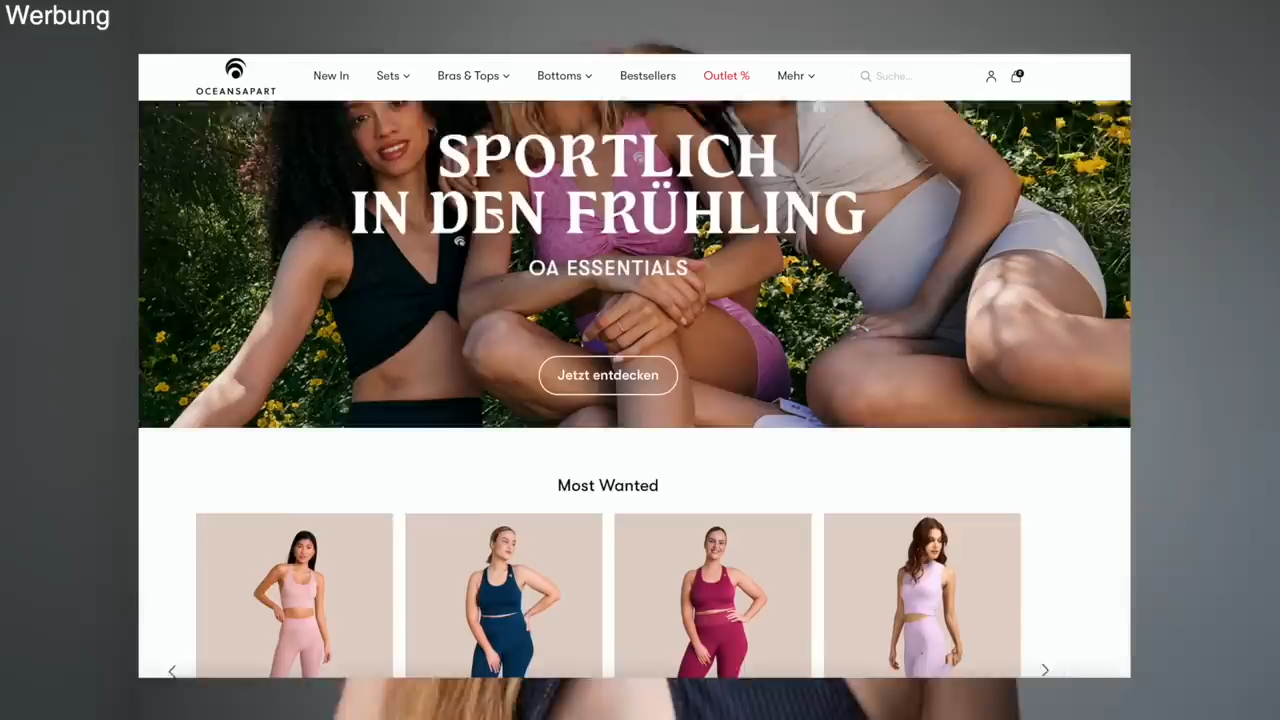 Werbung
OCEANSAPART
New In
Sets
Bras & Tops
Bottoms
Bestsellers
Outlet %
Mehr
Suche...
0
SPORTLICH
IN DEN FRÜHLING
OA ESSENTIALS
Jetzt entdecken
Most Wanted